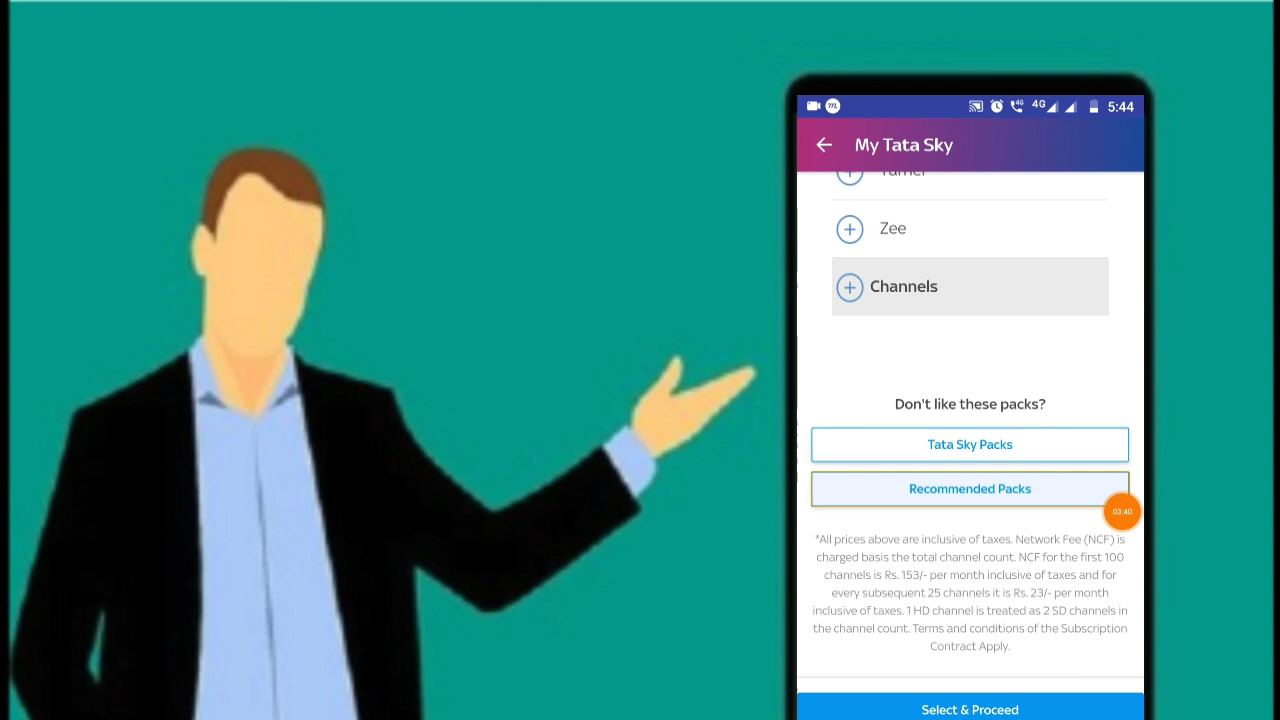 4G 4G 5:44
My Tata Sky
Turner
Zee
Channels
Don't like these packs?
Tata Sky Packs
Recommended Packs
03:40
*All prices above are inclusive of taxes. Network Fee (NCF) is
charged basis the total channel count. NCF for the first 100
channels is Rs. 153/- per month inclusive of taxes and for
every subsequent 25 channels it is Rs. 23/- per month
inclusive of taxes. 1 HD channel is treated as 2 SD channels in
the channel count. Terms and conditions of the Subscription
Contract Apply.
Select & Proceed